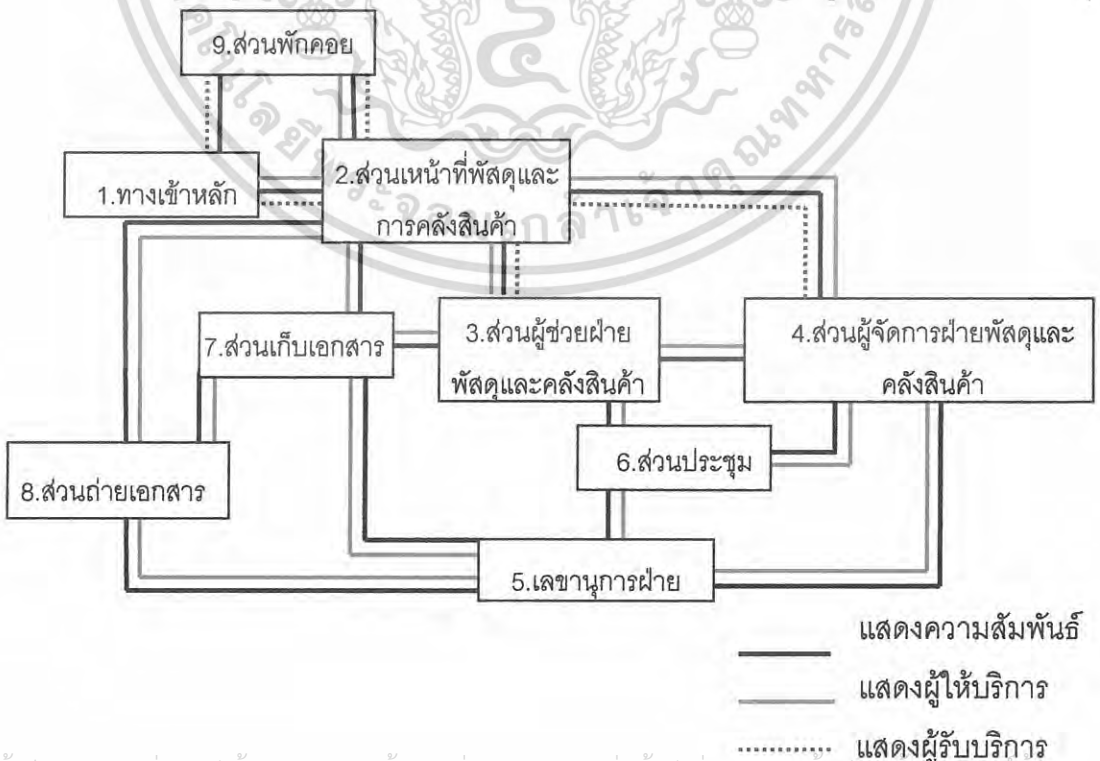 9.ส่วนพักคอย
1.ทางเข้าหลัก
2.ส่วนเหน้าที่พัสดุและ
การคลังสินค้า
7.ส่วนเก็บเอกสาร
3.ส่วนผู้ช่วยฝ่าย
พัสดุและคลังสินค้า
4.ส่วนผู้จัดการฝ่ายพัสดุและ
คลังสินค้า
6.ส่วนประชุม
8.ส่วนถ่ายเอกสาร
5.เลขานุการฝ่าย
แสดงความสัมพันธ์
แสดงผู้ให้บริการ
แสดงผู้รับบริการ